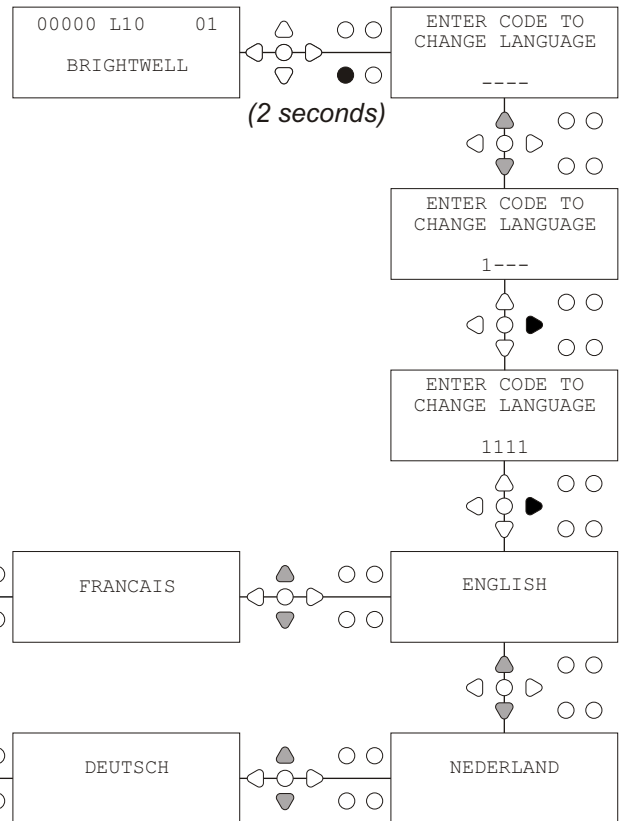 00000 L10 01
BRIGHTWELL
(2 seconds)
ENTER CODE TO
CHANGE LANGUAGE
----
ENTER CODE TO
CHANGE LANGUAGE
1---
ENTER CODE TO
CHANGE LANGUAGE
1111
FRANCAIS
ENGLISH
DEUTSCH
NEDERLAND